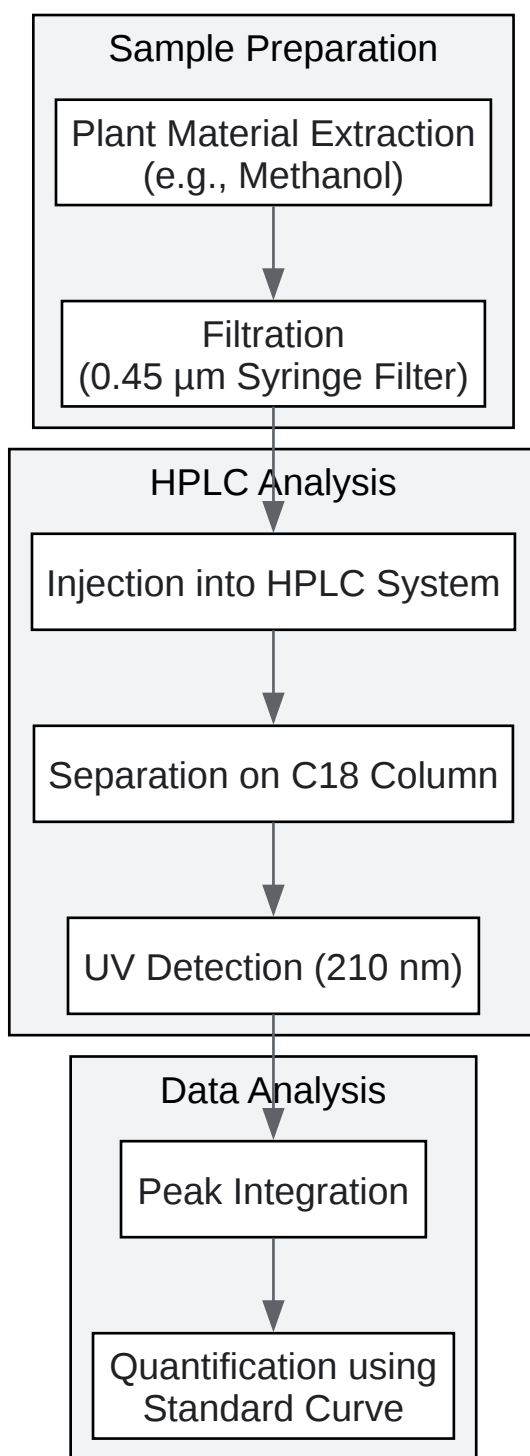 Sample Preparation
Plant Material Extraction
(e.g., Methanol)
Filtration
(0.45 µm Syringe Filter)
HPLC Analysis
Injection into HPLC System
Separation on C18 Column
UV Detection (210 nm)
Data Analysis
Peak Integration
Quantification using
Standard Curve